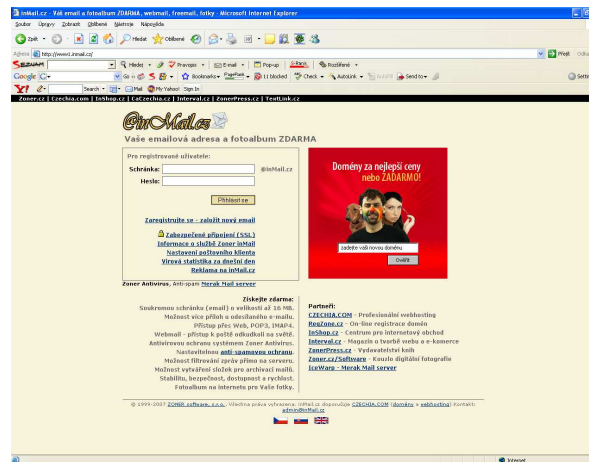 InMail.cz - Váš email a fotoalbum ZDARMA, webmail, freemail, fotky - Microsoft Internet Explorer
Soubor Úpravy Zobrazit Oblíbené Nástroje Nápověda
Zpět Hledat Oblíbené
Adresa http://www1.inmail.cz/ Přejít
SEZNAM Hledej Pravopis E-mail Pop-up S-Rank Rozšířené
Google Go Bookmarks PageRank 11 blocked Check AutoLink AutoFill Send to
Y! Search Mail My Yahoo! Sign In
Zoner.cz | Czechia.com | InShop.cz | CaCzechia.cz | Interval.cz | ZonerPress.cz | TextLink.cz
@inMail.cz
Vaše emailová adresa a fotoalbum ZDARMA
Pro registrované uživatele:
Schránka: @inMail.cz
Heslo:
Přihlásit se
Zaregistrujte se - založit nový email
Zabezpečené připojení (SSL)
Informace o službě Zoner inMail
Nastavení poštovního klienta
Virová statistika za dnešní den
Reklama na inMail.cz
Zoner Antivirus, Anti-spam Merak Mail server
Domény za nejlepší ceny
nebo ZADARMO!
zadejte vaši novou doménu
Ověřit
Získejte zdarma:
Soukromou schránku (email) o velikosti až 16 MB.
Možnost více příloh u odesílaného e-mailu.
Přístup přes Web, POP3, IMAP4.
Webmail - přístup k poště odkudkoli na světě.
Antivirovou ochranu systémem Zoner Antivirus.
Nastavitelnou anti-spamovou ochranu.
Možnost filtrování zpráv přímo na serveru.
Možnost vytváření složek pro archivaci mailů.
Stabilitu, bezpečnost, dostupnost a rychlost.
Fotoalbum na internetu pro Vaše fotky.
Partneři:
CZECHIA.COM - Profesionální webhosting
RegZone.cz - On-line registrace domén
InShop.cz - Centrum pro internetový obchod
Interval.cz - Magazín o tvorbě webu a e-komerce
ZonerPress.cz - Vydavatelství knih
Zoner.cz/Software - Kouzlo digitální fotografie
IceWarp - Merak Mail server
© 1999-2007 ZONER software, s.r.o., Všechna práva vyhrazena, InMail.cz doporučuje CZECHIA.COM (domény a webhosting) Kontakt:
admin@inMail.cz
Internet